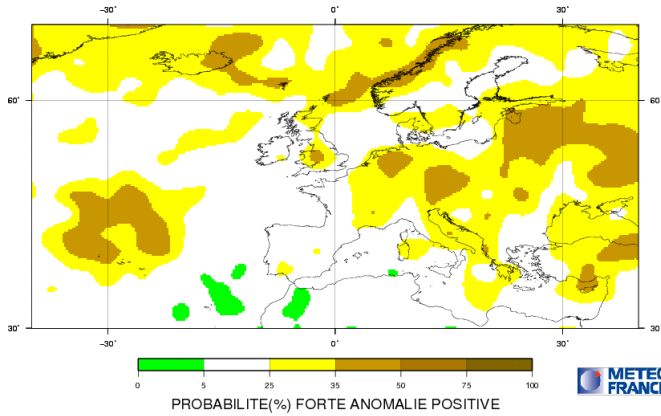 -30° 0° 30°
60° 60°
30° 30°
-30° 0° 30°
0 5 25 35 50 75 100
PROBABILITE(%) FORTE ANOMALIE POSITIVE
METEO
FRANCE